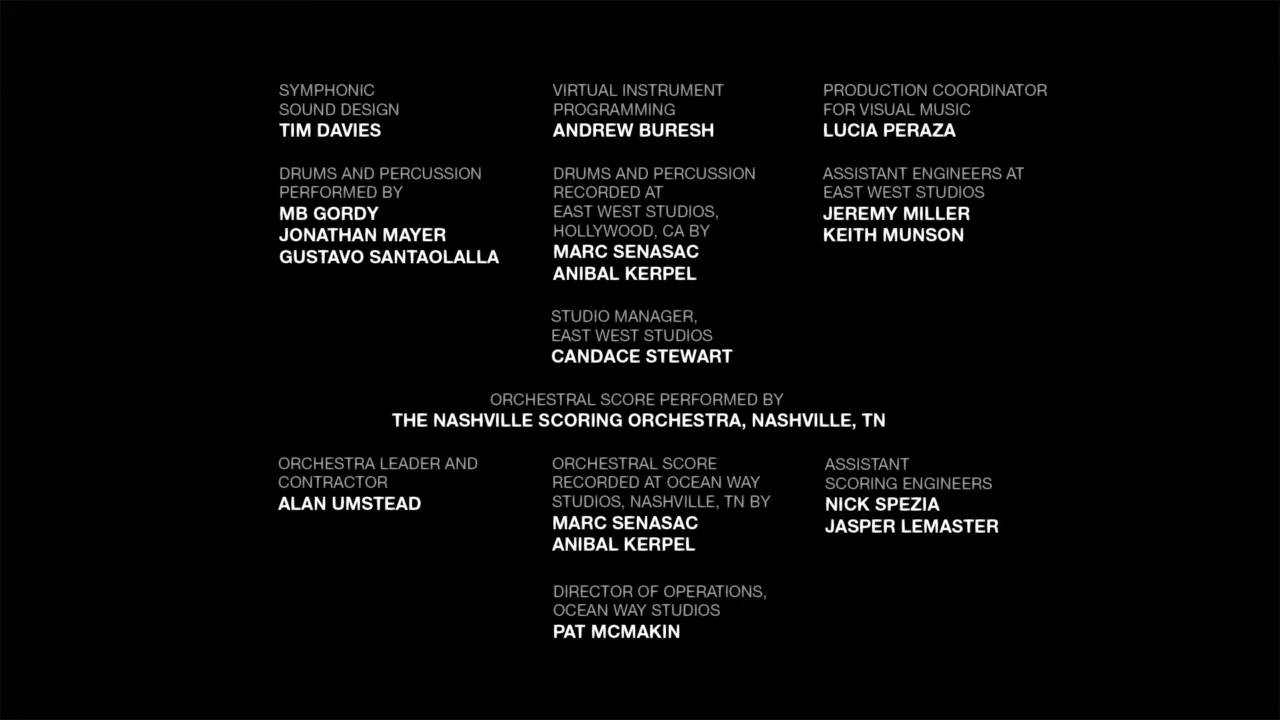 SYMPHONIC
SOUND DESIGN
TIM DAVIES
VIRTUAL INSTRUMENT
PROGRAMMING
ANDREW BURESH
PRODUCTION COORDINATOR
FOR VISUAL MUSIC
LUCIA PERAZA
DRUMS AND PERCUSSION
PERFORMED BY
MB GORDY
JONATHAN MAYER
GUSTAVO SANTAOLALLA
DRUMS AND PERCUSSION
RECORDED AT
EAST WEST STUDIOS,
HOLLYWOOD, CA BY
MARC SENASAC
ANIBAL KERPEL
ASSISTANT ENGINEERS AT
EAST WEST STUDIOS
JEREMY MILLER
KEITH MUNSON
STUDIO MANAGER,
EAST WEST STUDIOS
CANDACE STEWART
ORCHESTRAL SCORE PERFORMED BY
THE NASHVILLE SCORING ORCHESTRA, NASHVILLE, TN
ORCHESTRA LEADER AND
CONTRACTOR
ALAN UMSTEAD
ORCHESTRAL SCORE
RECORDED AT OCEAN WAY
STUDIOS, NASHVILLE, TN BY
MARC SENASAC
ANIBAL KERPEL
ASSISTANT
SCORING ENGINEERS
NICK SPEZIA
JASPER LEMASTER
DIRECTOR OF OPERATIONS,
OCEAN WAY STUDIOS
PAT MCMAKIN